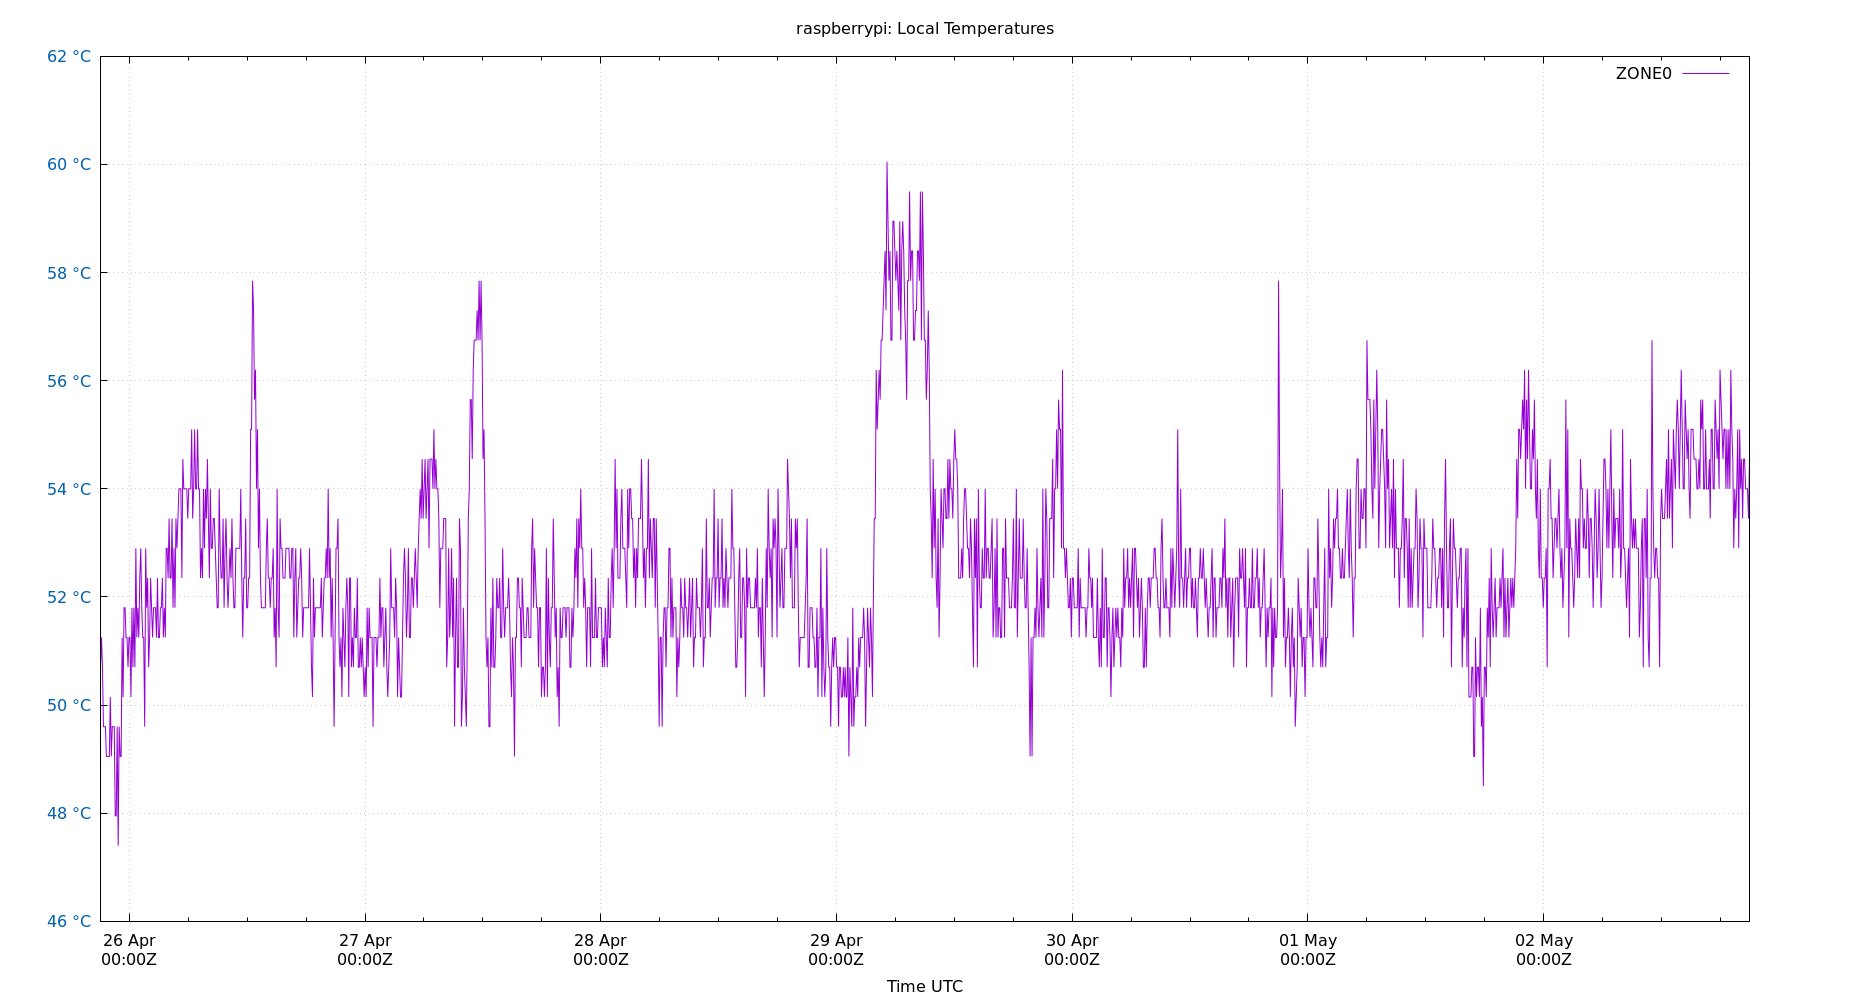 raspberrypi: Local Temperatures
62 °C
ZONE0
60 °C
58 °C
56 °C
54 °C
52 °C
50 °C
48 °C
46 °C
26 Apr 27 Apr 28 Apr 29 Apr 30 Apr 01 May 02 May
00:00Z 00:00Z 00:00Z 00:00Z 00:00Z 00:00Z 00:00Z
Time UTC